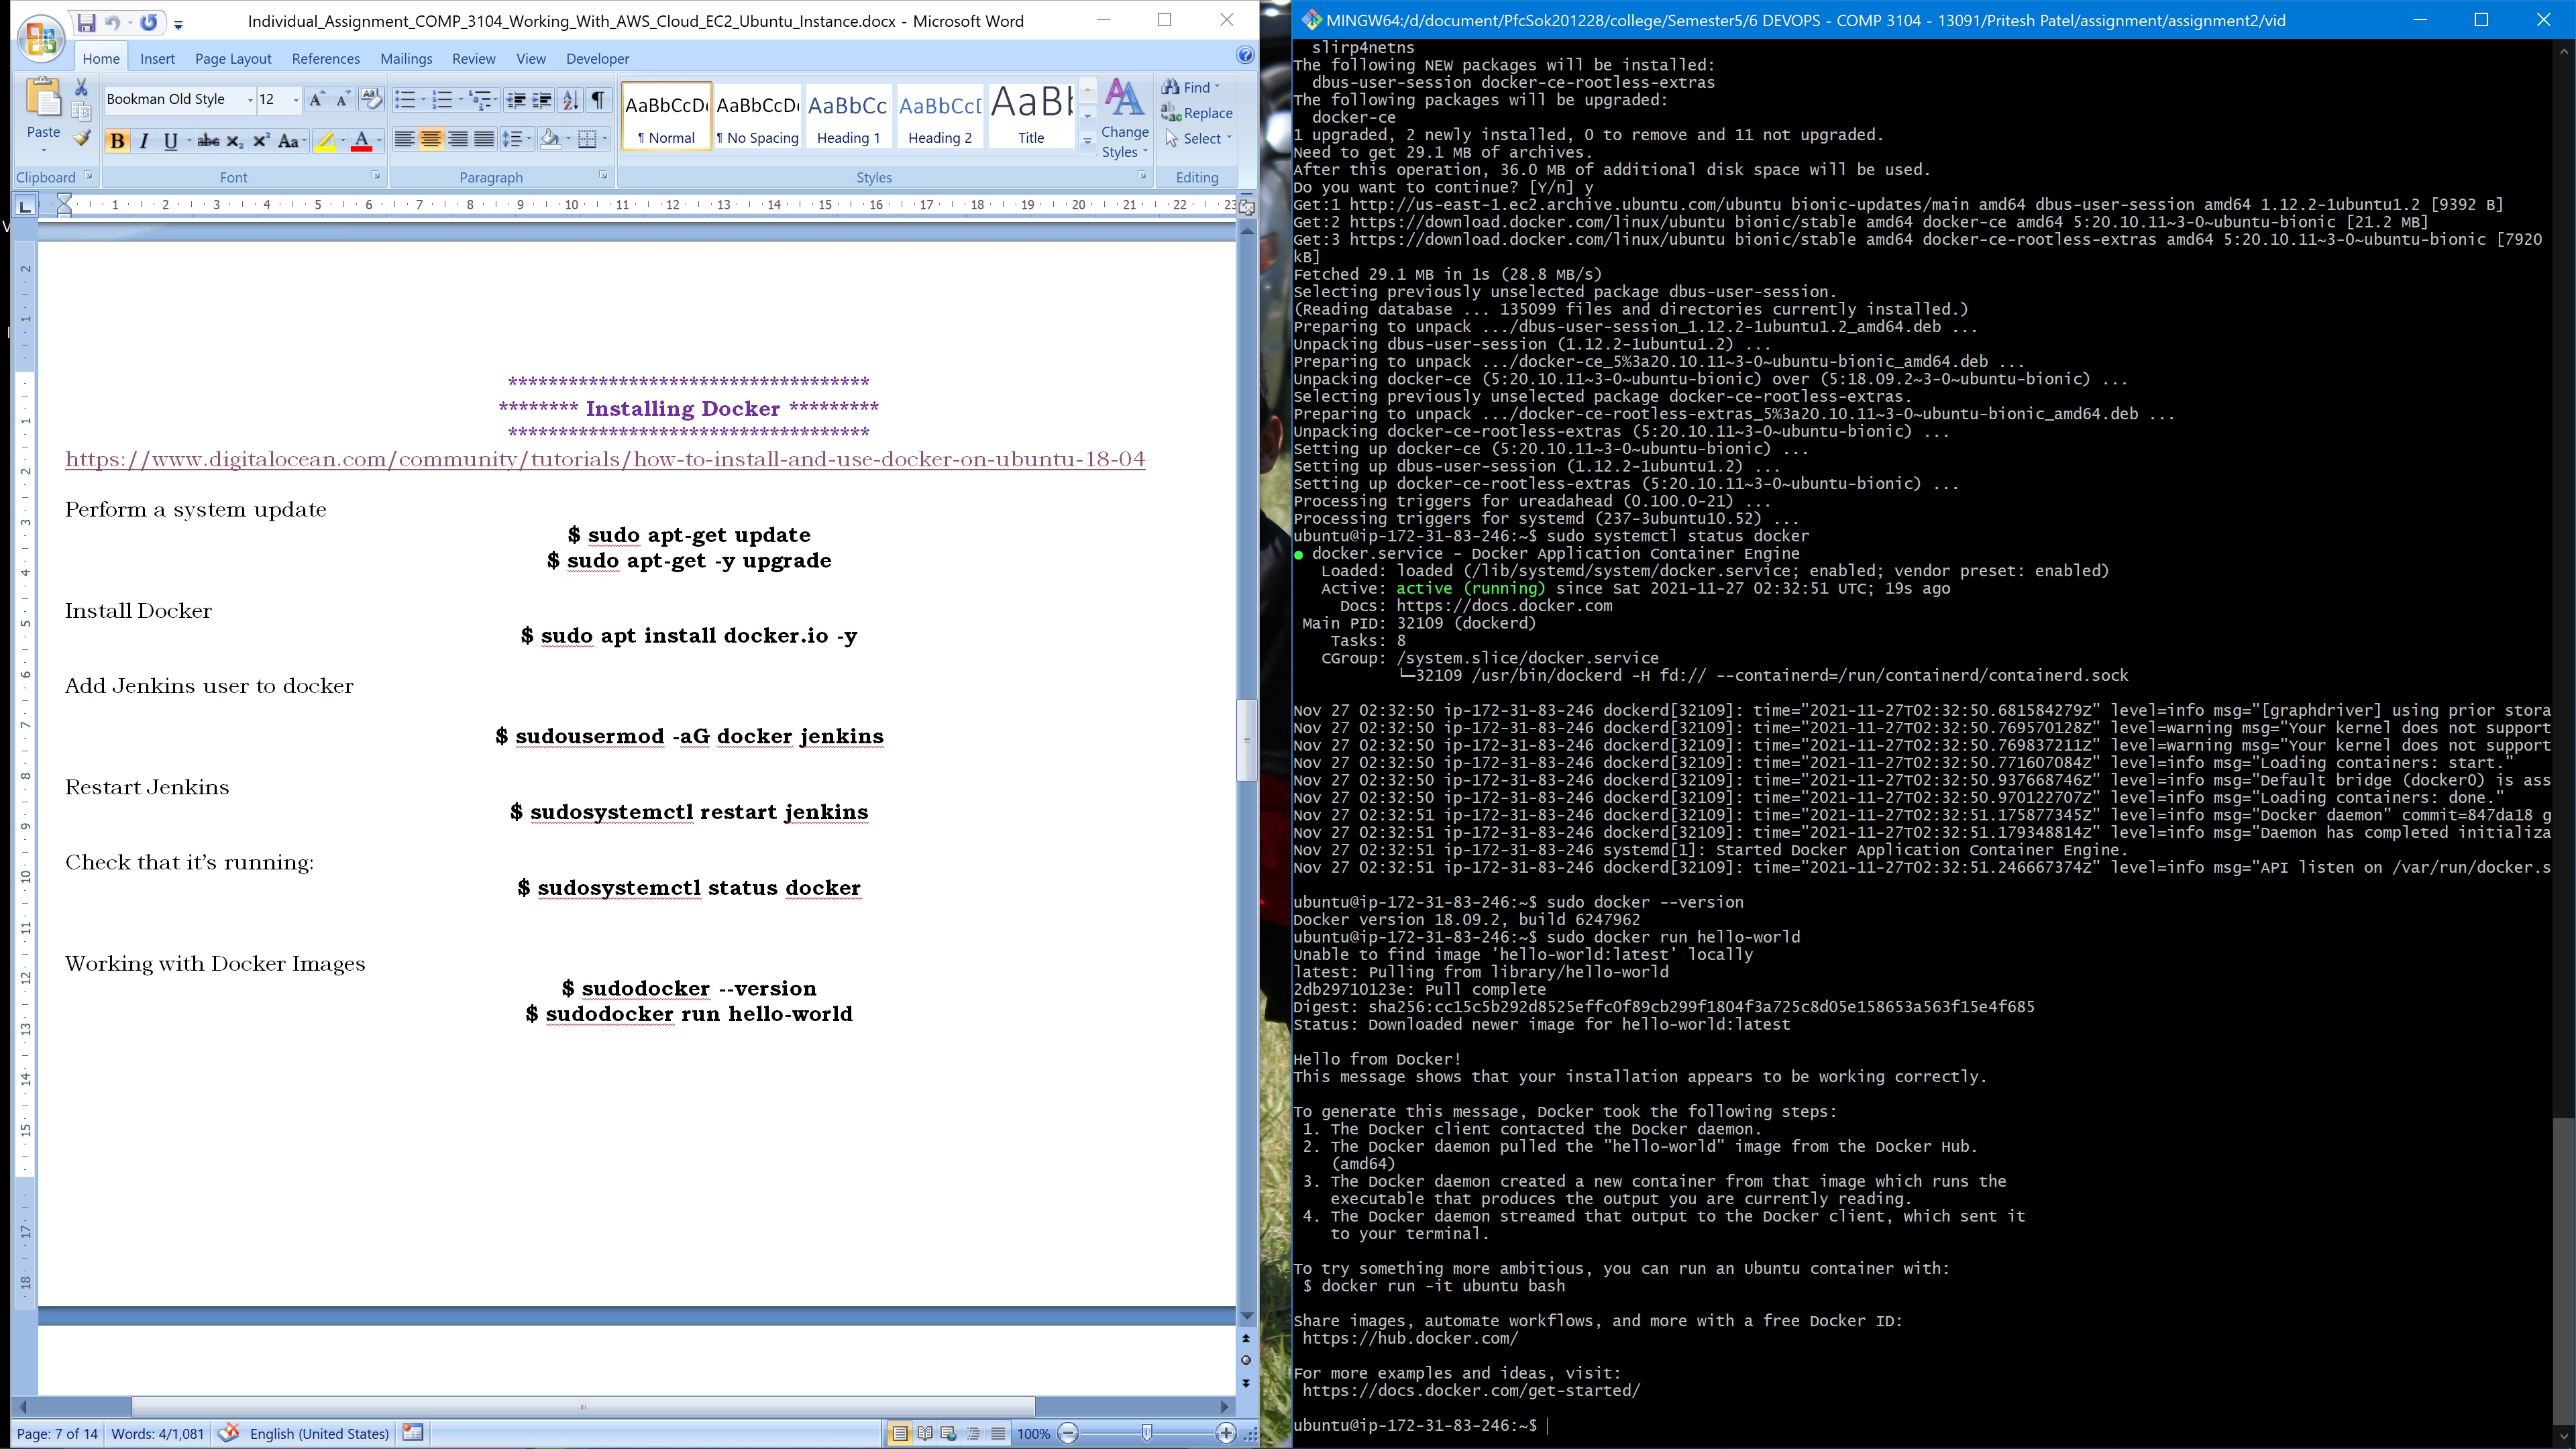 Individual_Assignment_COMP_3104_Working_With_AWS_Cloud_EC2_Ubuntu_Instance.docx - Microsoft Word
Home Insert Page Layout References Mailings Review View Developer
Paste
Bookman Old Style 12
AaBbCcDc AaBbCcDc AaBbCc AaBbCcD AaBb
¶ Normal ¶ No Spacing Heading 1 Heading 2 Title
Change Styles
Find
Replace
Select
Clipboard Font Paragraph Styles Editing
1 2 3 4 5 6 7 8 9 10 11 12 13 14 15 16 17 18 19 20 21 22 23
************************************
******** Installing Docker *********
************************************
https://www.digitalocean.com/community/tutorials/how-to-install-and-use-docker-on-ubuntu-18-04
Perform a system update
$ sudo apt-get update
$ sudo apt-get -y upgrade
Install Docker
$ sudo apt install docker.io -y
Add Jenkins user to docker
$ sudousermod -aG docker jenkins
Restart Jenkins
$ sudosystemctl restart jenkins
Check that it’s running:
$ sudosystemctl status docker
Working with Docker Images
$ sudodocker --version
$ sudodocker run hello-world
Page: 7 of 14 Words: 4/1,081 English (United States) 100%
MINGW64:/d/document/PfcSok201228/college/Semester5/6 DEVOPS - COMP 3104 - 13091/Pritesh Patel/assignment/assignment2/vid
slirp4netns
The following NEW packages will be installed:
dbus-user-session docker-ce-rootless-extras
The following packages will be upgraded:
docker-ce
1 upgraded, 2 newly installed, 0 to remove and 11 not upgraded.
Need to get 29.1 MB of archives.
After this operation, 36.0 MB of additional disk space will be used.
Do you want to continue? [Y/n] y
Get:1 http://us-east-1.ec2.archive.ubuntu.com/ubuntu bionic-updates/main amd64 dbus-user-session amd64 1.12.2-1ubuntu1.2 [9392 B]
Get:2 https://download.docker.com/linux/ubuntu bionic/stable amd64 docker-ce amd64 5:20.10.11~3-0~ubuntu-bionic [21.2 MB]
Get:3 https://download.docker.com/linux/ubuntu bionic/stable amd64 docker-ce-rootless-extras amd64 5:20.10.11~3-0~ubuntu-bionic [7920
kB]
Fetched 29.1 MB in 1s (28.8 MB/s)
Selecting previously unselected package dbus-user-session.
(Reading database ... 135099 files and directories currently installed.)
Preparing to unpack .../dbus-user-session_1.12.2-1ubuntu1.2_amd64.deb ...
Unpacking dbus-user-session (1.12.2-1ubuntu1.2) ...
Preparing to unpack .../docker-ce_5%3a20.10.11~3-0~ubuntu-bionic_amd64.deb ...
Unpacking docker-ce (5:20.10.11~3-0~ubuntu-bionic) over (5:18.09.2~3-0~ubuntu-bionic) ...
Selecting previously unselected package docker-ce-rootless-extras.
Preparing to unpack .../docker-ce-rootless-extras_5%3a20.10.11~3-0~ubuntu-bionic_amd64.deb ...
Unpacking docker-ce-rootless-extras (5:20.10.11~3-0~ubuntu-bionic) ...
Setting up docker-ce (5:20.10.11~3-0~ubuntu-bionic) ...
Setting up dbus-user-session (1.12.2-1ubuntu1.2) ...
Setting up docker-ce-rootless-extras (5:20.10.11~3-0~ubuntu-bionic) ...
Processing triggers for ureadahead (0.100.0-21) ...
Processing triggers for systemd (237-3ubuntu10.52) ...
ubuntu@ip-172-31-83-246:~$ sudo systemctl status docker
● docker.service - Docker Application Container Engine
Loaded: loaded (/lib/systemd/system/docker.service; enabled; vendor preset: enabled)
Active: active (running) since Sat 2021-11-27 02:32:51 UTC; 19s ago
Docs: https://docs.docker.com
Main PID: 32109 (dockerd)
Tasks: 8
CGroup: /system.slice/docker.service
└─32109 /usr/bin/dockerd -H fd:// --containerd=/run/containerd/containerd.sock
Nov 27 02:32:50 ip-172-31-83-246 dockerd[32109]: time="2021-11-27T02:32:50.681584279Z" level=info msg="[graphdriver] using prior stora
Nov 27 02:32:50 ip-172-31-83-246 dockerd[32109]: time="2021-11-27T02:32:50.769570128Z" level=warning msg="Your kernel does not support
Nov 27 02:32:50 ip-172-31-83-246 dockerd[32109]: time="2021-11-27T02:32:50.769837211Z" level=warning msg="Your kernel does not support
Nov 27 02:32:50 ip-172-31-83-246 dockerd[32109]: time="2021-11-27T02:32:50.771607084Z" level=info msg="Loading containers: start."
Nov 27 02:32:50 ip-172-31-83-246 dockerd[32109]: time="2021-11-27T02:32:50.937668746Z" level=info msg="Default bridge (docker0) is ass
Nov 27 02:32:50 ip-172-31-83-246 dockerd[32109]: time="2021-11-27T02:32:50.970122707Z" level=info msg="Loading containers: done."
Nov 27 02:32:51 ip-172-31-83-246 dockerd[32109]: time="2021-11-27T02:32:51.175877345Z" level=info msg="Docker daemon" commit=847da18 g
Nov 27 02:32:51 ip-172-31-83-246 dockerd[32109]: time="2021-11-27T02:32:51.179348814Z" level=info msg="Daemon has completed initializa
Nov 27 02:32:51 ip-172-31-83-246 systemd[1]: Started Docker Application Container Engine.
Nov 27 02:32:51 ip-172-31-83-246 dockerd[32109]: time="2021-11-27T02:32:51.246667374Z" level=info msg="API listen on /var/run/docker.s
ubuntu@ip-172-31-83-246:~$ sudo docker --version
Docker version 18.09.2, build 6247962
ubuntu@ip-172-31-83-246:~$ sudo docker run hello-world
Unable to find image 'hello-world:latest' locally
latest: Pulling from library/hello-world
2db29710123e: Pull complete
Digest: sha256:cc15c5b292d8525effc0f89cb299f1804f3a725c8d05e158653a563f15e4f685
Status: Downloaded newer image for hello-world:latest
Hello from Docker!
This message shows that your installation appears to be working correctly.
To generate this message, Docker took the following steps:
1. The Docker client contacted the Docker daemon.
2. The Docker daemon pulled the "hello-world" image from the Docker Hub.
(amd64)
3. The Docker daemon created a new container from that image which runs the
executable that produces the output you are currently reading.
4. The Docker daemon streamed that output to the Docker client, which sent it
to your terminal.
To try something more ambitious, you can run an Ubuntu container with:
$ docker run -it ubuntu bash
Share images, automate workflows, and more with a free Docker ID:
https://hub.docker.com/
For more examples and ideas, visit:
https://docs.docker.com/get-started/
ubuntu@ip-172-31-83-246:~$